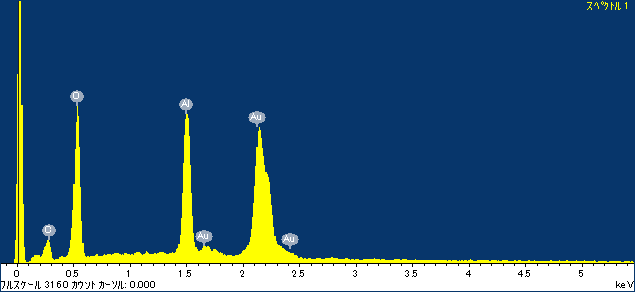 ｽﾍﾟｸﾄﾙ 1
O
Al
Au
C
Au
Au
0 0.5 1 1.5 2 2.5 3 3.5 4 4.5 5
ﾌﾙｽｹｰﾙ 3160 ｶｳﾝﾄ ｶｰｿﾙ: 0.000 keV